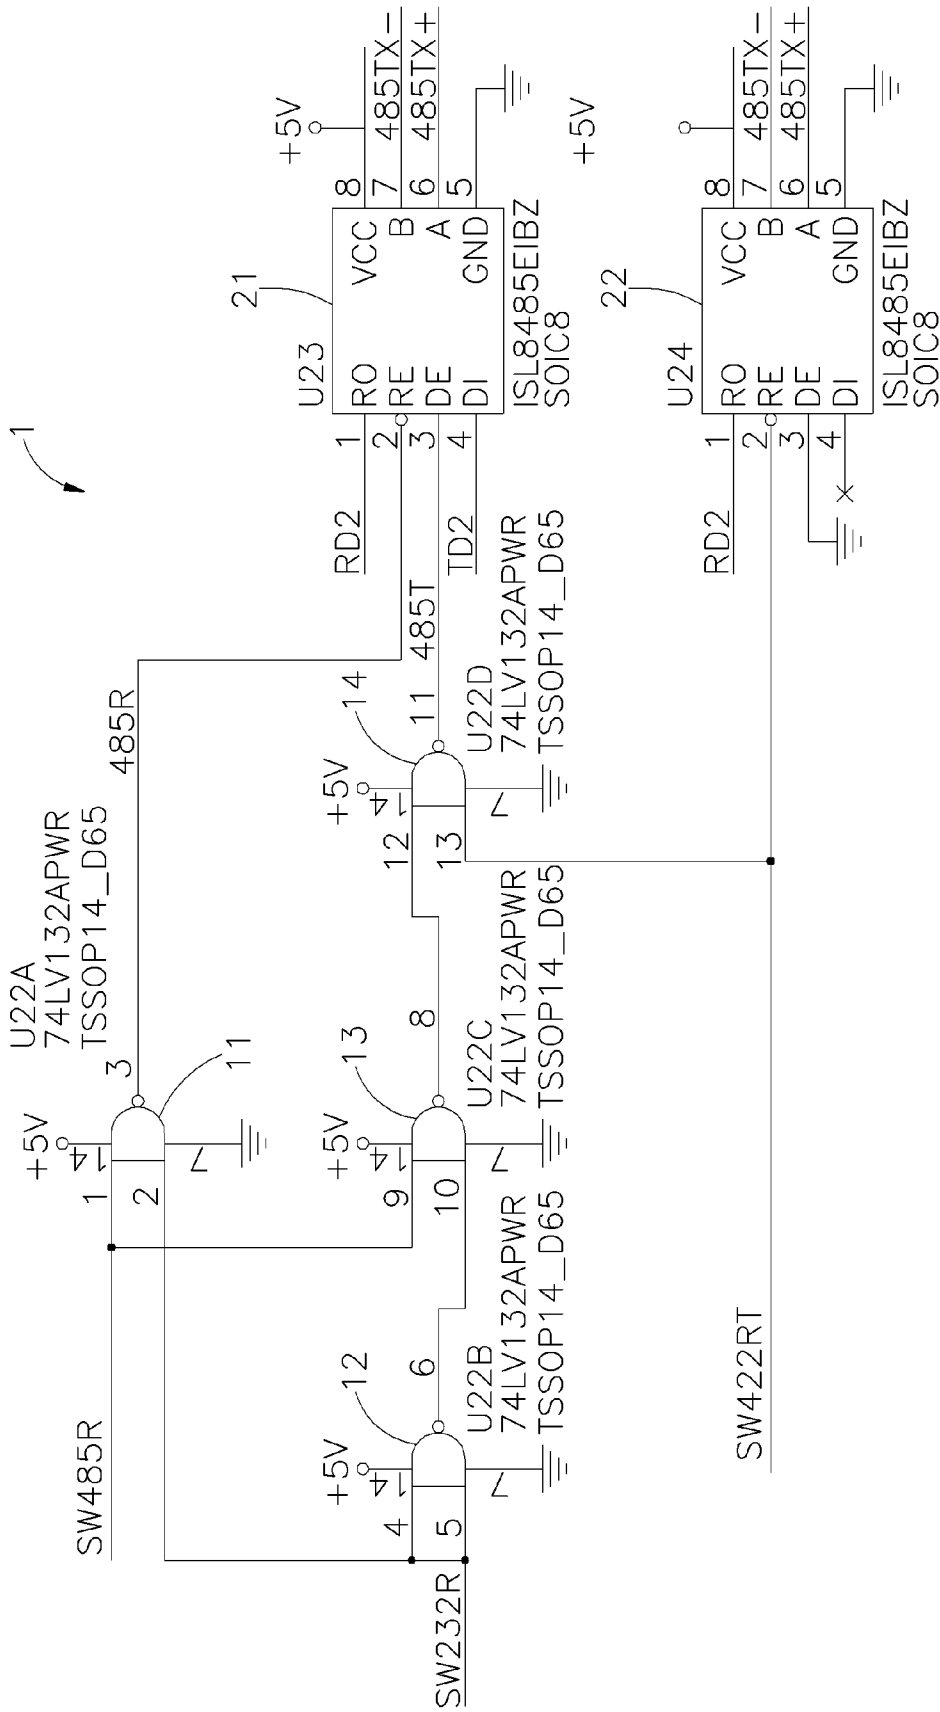 1
SW485R
1
2
+5V
14
7
11
3
U22A
74LV132APWR
TSSOP14_D65
485R
SW232R
4
5
+5V
14
7
12
6
U22B
74LV132APWR
TSSOP14_D65
9
10
+5V
14
7
13
8
U22C
74LV132APWR
TSSOP14_D65
12
13
+5V
14
7
14
11
U22D
74LV132APWR
TSSOP14_D65
485T
RD2
TD2
1
2
3
4
U23
21
RO
RE
DE
DI
VCC
B
A
GND
8
7
6
5
ISL8485EIBZ
SOIC8
+5V
485TX-
485TX+
SW422RT
RD2
1
2
3
4
U24
22
RO
RE
DE
DI
VCC
B
A
GND
8
7
6
5
ISL8485EIBZ
SOIC8
+5V
485TX-
485TX+